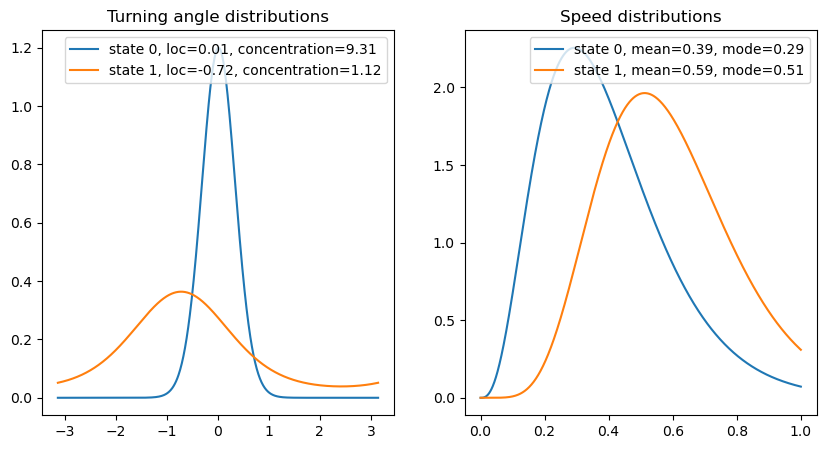 Turning angle distributions
state 0, loc=0.01, concentration=9.31
state 1, loc=-0.72, concentration=1.12
1.2
1.0
0.8
0.6
0.4
0.2
0.0
−3 −2 −1 0 1 2 3
Speed distributions
state 0, mean=0.39, mode=0.29
state 1, mean=0.59, mode=0.51
2.0
1.5
1.0
0.5
0.0
0.0 0.2 0.4 0.6 0.8 1.0